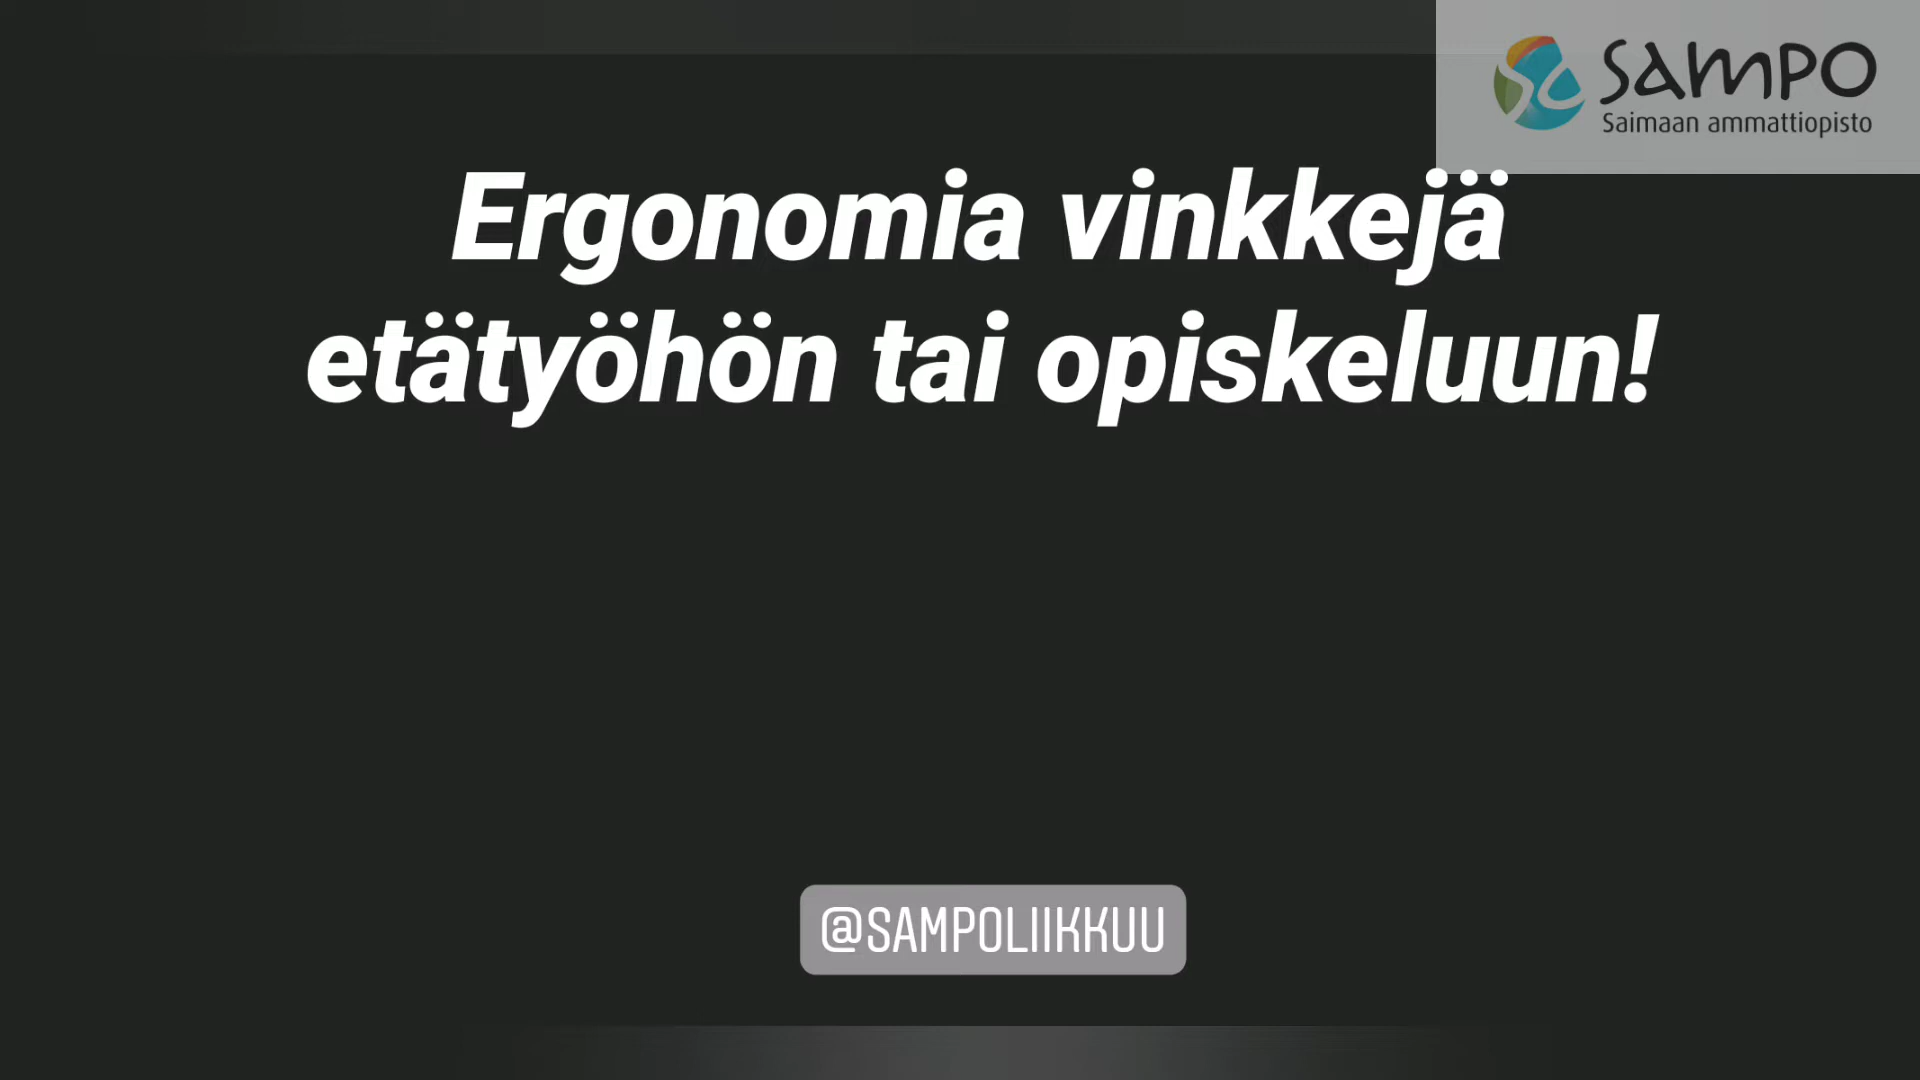 SAMPO
Saimaan ammattiopisto
Ergonomia vinkkejä
etätyöhön tai opiskeluun!
@SAMPOLIIKKUU